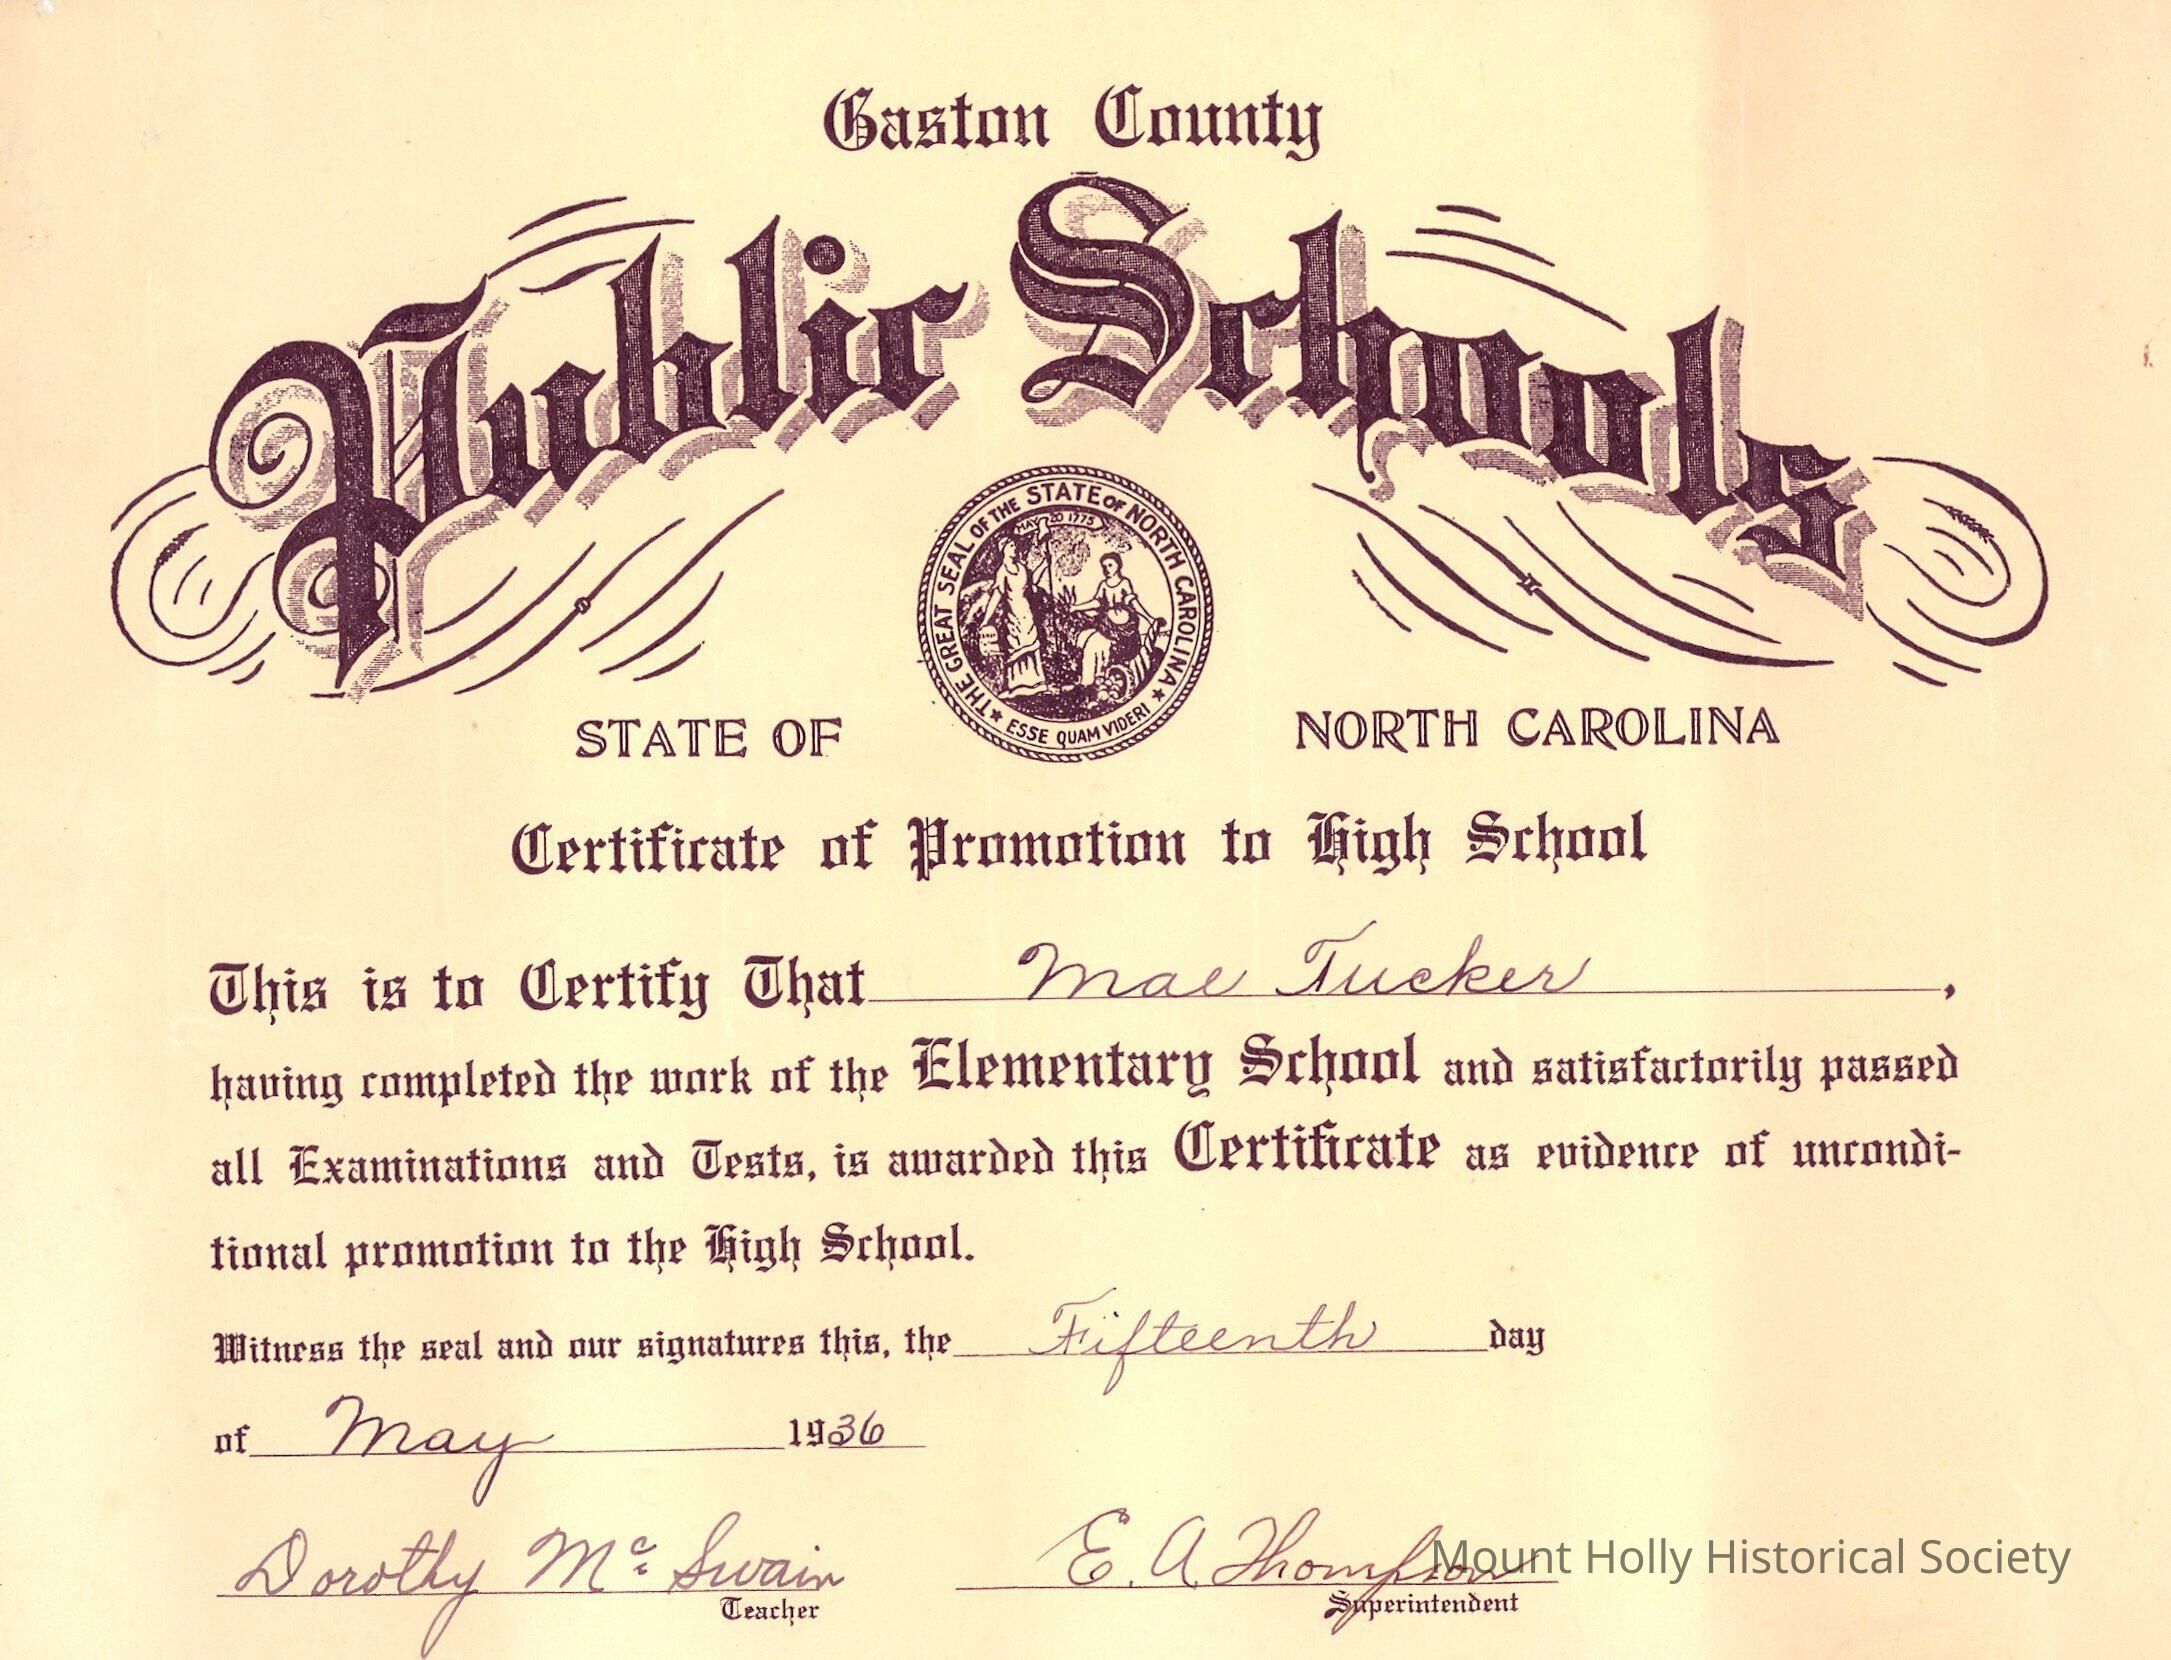 Gaston County
Public Schools
THE GREAT SEAL OF THE STATE OF NORTH CAROLINA
MAY 20 1775
ESSE QUAM VIDERI
STATE OF NORTH CAROLINA
Certificate of Promotion to High School
This is to Certify That Mae Tucker,
having completed the work of the Elementary School and satisfactorily passed
all Examinations and Tests, is awarded this Certificate as evidence of uncondi-
tional promotion to the High School.
Witness the seal and our signatures this, the Fifteenth day
of May 1936
Dorothy Mc Swain E. A. Thompson
Teacher Superintendent
Mount Holly Historical Society